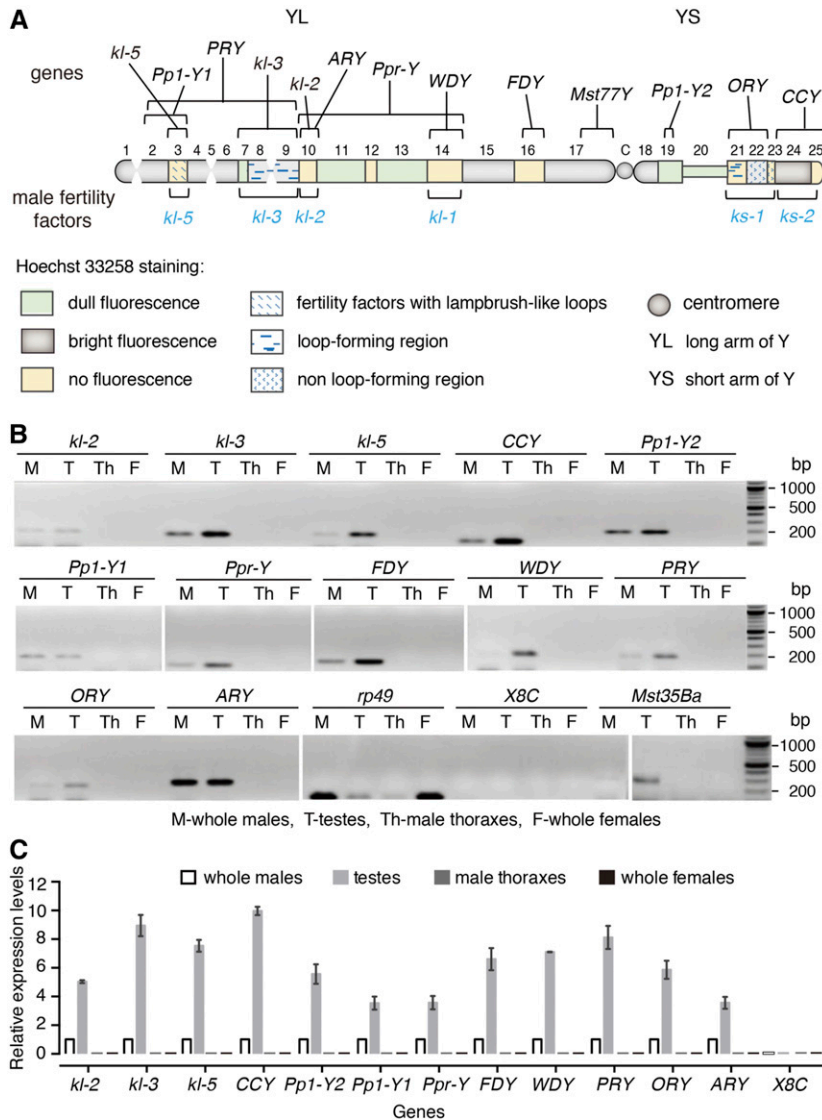 A
YL YS
genes
kl-5 Pp1-Y1 PRY kl-3 kl-2 ARY Ppr-Y WDY FDY Mst77Y Pp1-Y2 ORY CCY
1 2 3 4 5 6 7 8 9 10 11 12 13 14 15 16 17 C 18 19 20 21 22 23 24 25
male fertility
factors
kl-5 kl-3 kl-2 kl-1 ks-1 ks-2
Hoechst 33258 staining:
dull fluorescence
fertility factors with lampbrush-like loops
centromere
bright fluorescence
loop-forming region
YL long arm of Y
no fluorescence
non loop-forming region
YS short arm of Y
B
kl-2 kl-3 kl-5 CCY Pp1-Y2
M T Th F M T Th F M T Th F M T Th F M T Th F bp
1000
500
200
Pp1-Y1 Ppr-Y FDY WDY PRY
M T Th F M T Th F M T Th F M T Th F M T Th F bp
1000
500
200
ORY ARY rp49 X8C Mst35Ba
M T Th F M T Th F M T Th F M T Th F M T Th F bp
1000
500
200
M-whole males, T-testes, Th-male thoraxes, F-whole females
C
whole males testes male thoraxes whole females
Relative expression levels
12
10
8
6
4
2
0
kl-2 kl-3 kl-5 CCY Pp1-Y2 Pp1-Y1 Ppr-Y FDY WDY PRY ORY ARY X8C
Genes